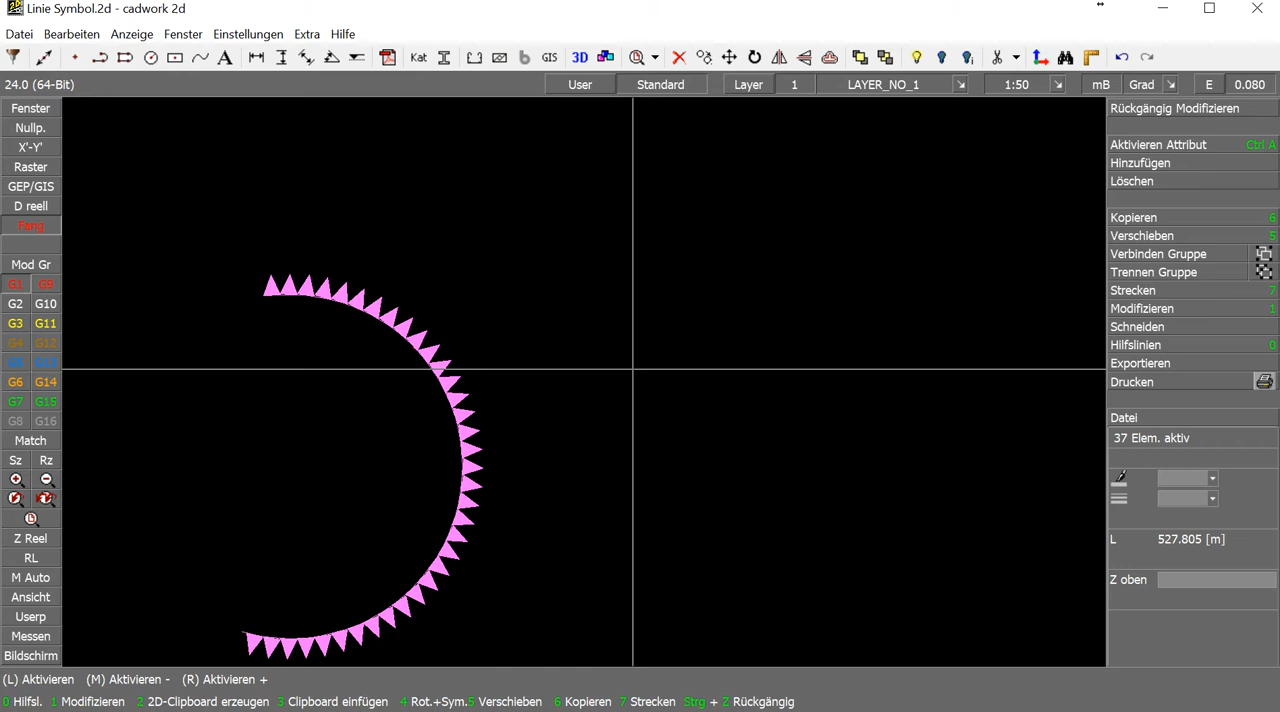 Linie Symbol.2d - cadwork 2d
Datei Bearbeiten Anzeige Fenster Einstellungen Extra Hilfe
A PDF Kat GIS 3D
24.0 (64-Bit) User Standard Layer 1 LAYER_NO_1 1:50 mB Grad E 0.080
Fenster
Nullp.
X'-Y'
Raster
GEP/GIS
D reell
Fang
Mod Gr
G1 G9
G2 G10
G3 G11
G4 G12
G5 G13
G6 G14
G7 G15
G8 G16
Match
Sz Rz
Z Reel
RL
M Auto
Ansicht
Userp
Messen
Bildschirm
Rückgängig Modifizieren
Aktivieren Attribut Ctrl A
Hinzufügen
Löschen
Kopieren 6
Verschieben 5
Verbinden Gruppe
Trennen Gruppe
Strecken 7
Modifizieren 1
Schneiden
Hilfslinien 0
Exportieren
Drucken
Datei
37 Elem. aktiv
L 527.805 [m]
Z oben
(L) Aktivieren (M) Aktivieren - (R) Aktivieren +
0 Hilfsl. 1 Modifizieren 2 2D-Clipboard erzeugen 3 Clipboard einfügen 4 Rot.+Sym. 5 Verschieben 6 Kopieren 7 Strecken Strg + Z Rückgängig